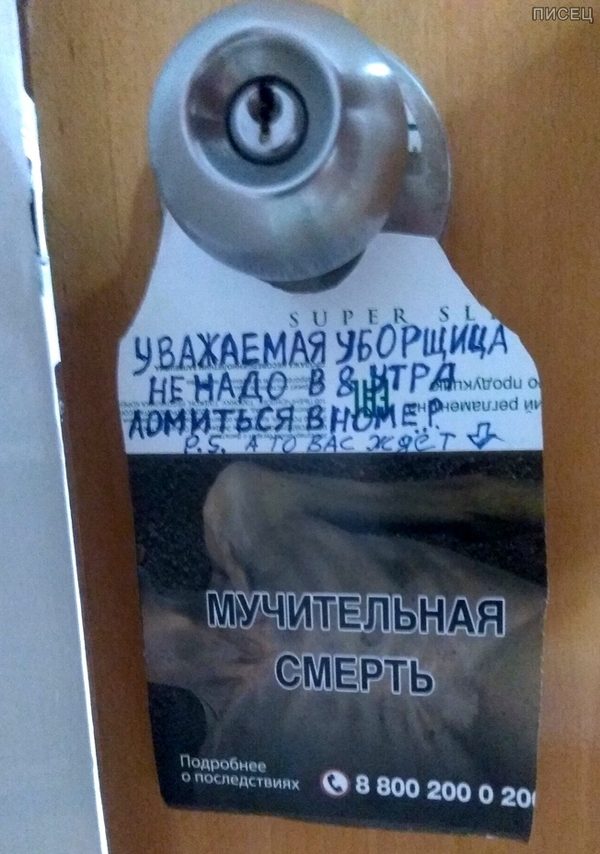 ПИСЕЦ
SUPER SL
УВАЖАЕМАЯ УБОРЩИЦА
НЕ НАДО В 8 УТРА
ЛОМИТЬСЯ В НОМЕР.
P.S. А ТО ВАС ЖДЁТ
МУЧИТЕЛЬНАЯ
СМЕРТЬ
Подробнее
о последствиях
8 800 200 0 20